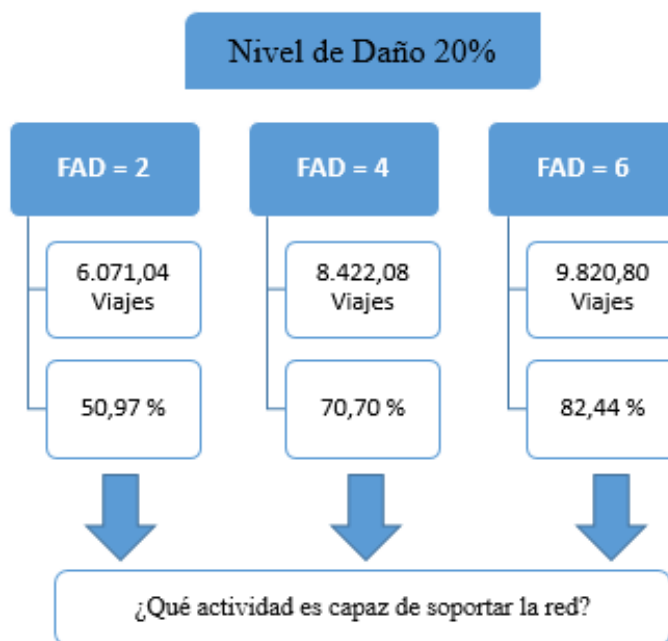 Nivel de Daño 20%
FAD = 2
FAD = 4
FAD = 6
6.071,04
Viajes
8.422,08
Viajes
9.820,80
Viajes
50,97 %
70,70 %
82,44 %
¿Qué actividad es capaz de soportar la red?